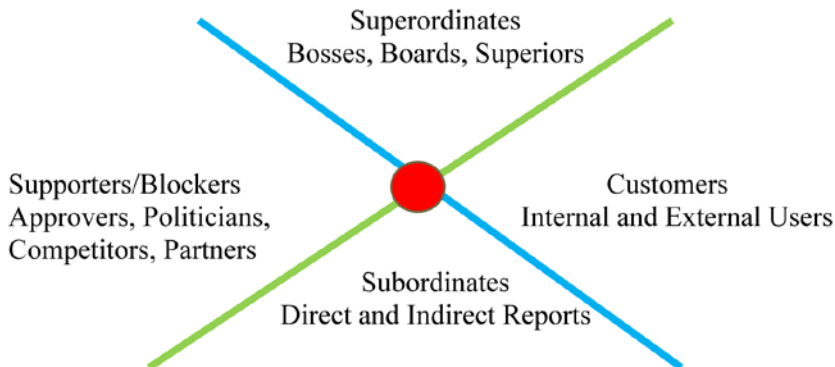 Superordinates
Bosses, Boards, Superiors
Supporters/Blockers
Approvers, Politicians,
Competitors, Partners
Customers
Internal and External Users
Subordinates
Direct and Indirect Reports